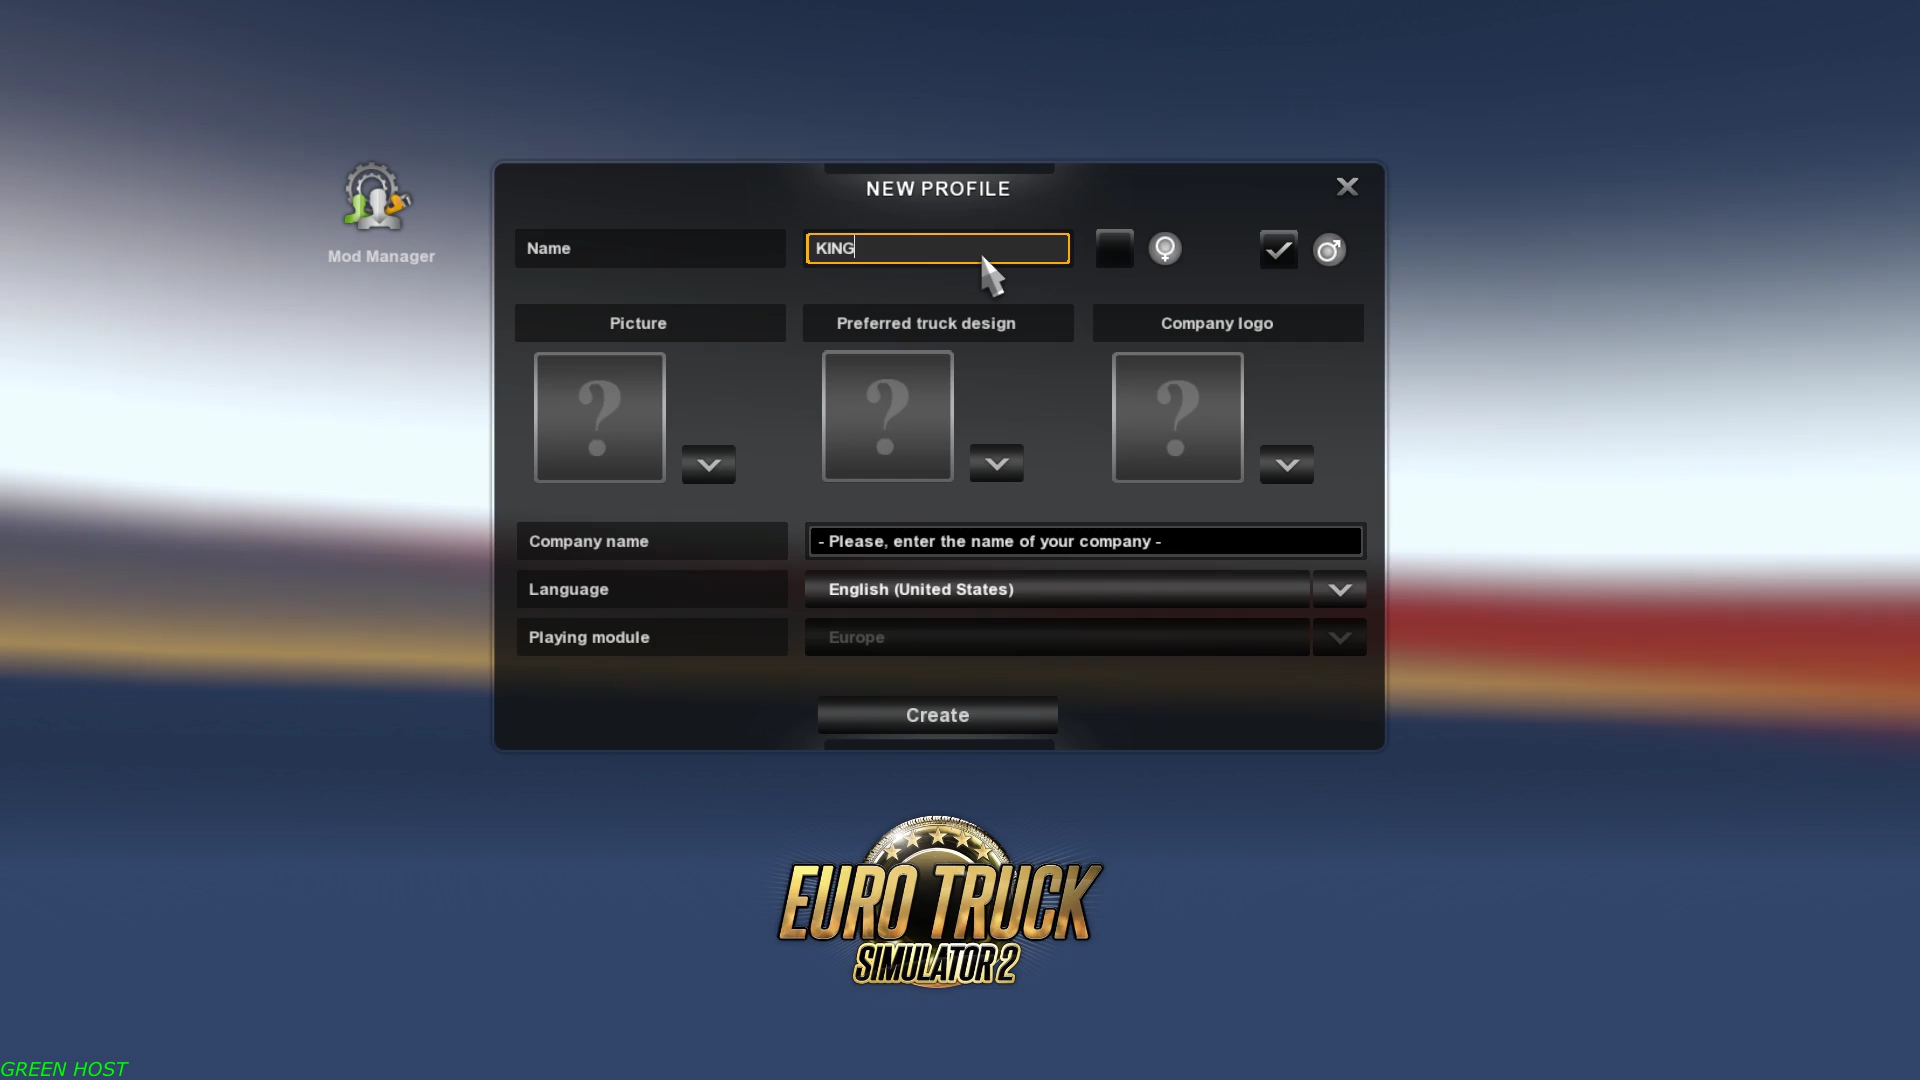 NEW PROFILE
Mod Manager
Name
KING
Picture
Preferred truck design
Company logo
?
?
?
Company name
- Please, enter the name of your company -
Language
English (United States)
Playing module
Europe
Create
EURO TRUCK
SIMULATOR 2
GREEN HOST